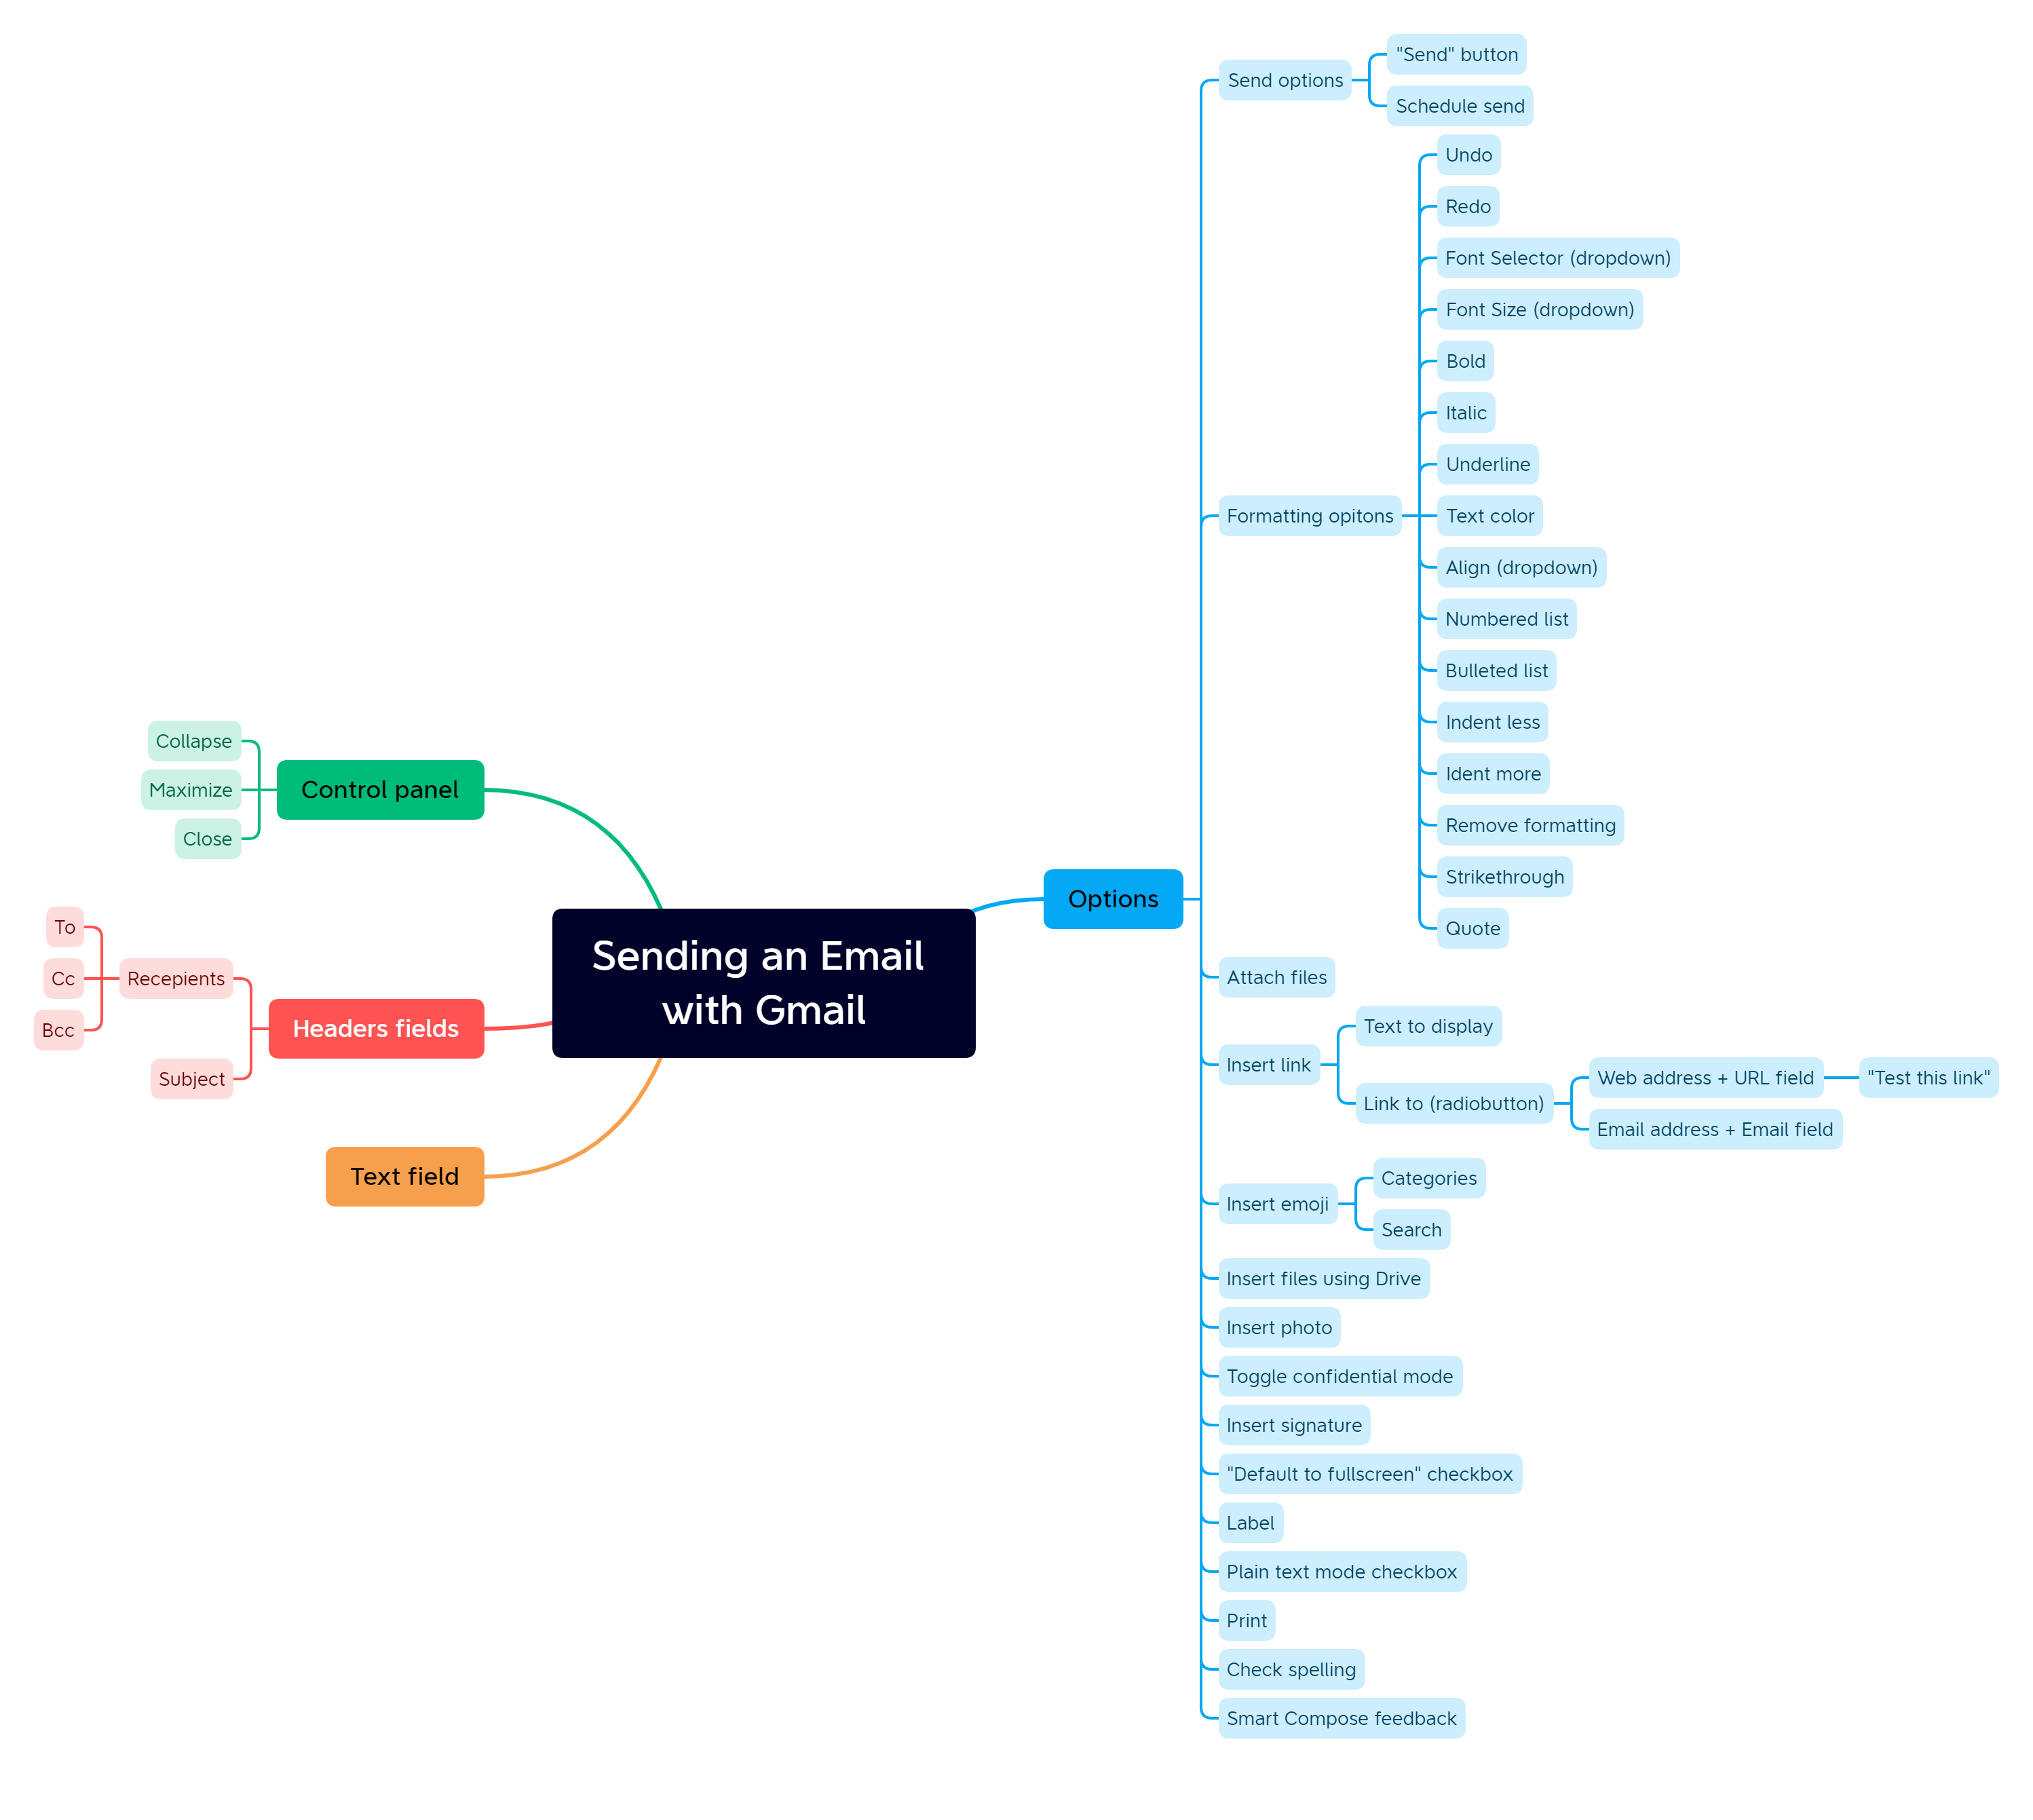 Sending an Email
with Gmail
Control panel
Collapse
Maximize
Close
Headers fields
Recepients
To
Cc
Bcc
Subject
Text field
Options
Send options
"Send" button
Schedule send
Formatting opitons
Undo
Redo
Font Selector (dropdown)
Font Size (dropdown)
Bold
Italic
Underline
Text color
Align (dropdown)
Numbered list
Bulleted list
Indent less
Ident more
Remove formatting
Strikethrough
Quote
Attach files
Insert link
Text to display
Link to (radiobutton)
Web address + URL field
"Test this link"
Email address + Email field
Insert emoji
Categories
Search
Insert files using Drive
Insert photo
Toggle confidential mode
Insert signature
"Default to fullscreen" checkbox
Label
Plain text mode checkbox
Print
Check spelling
Smart Compose feedback